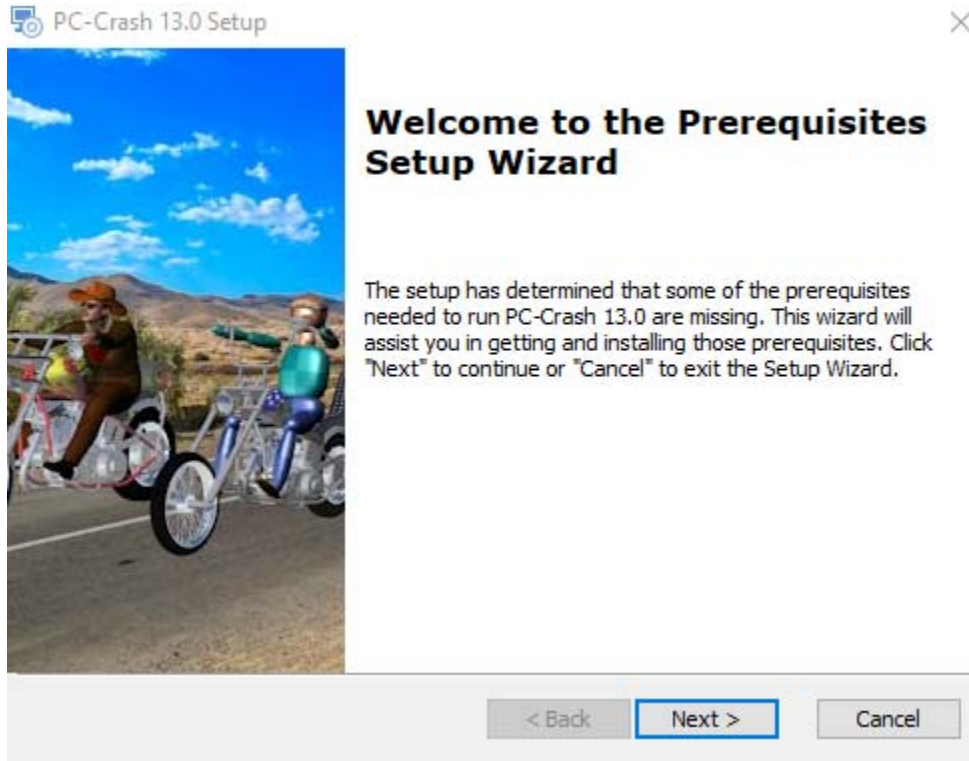 PC-Crash 13.0 Setup
Welcome to the Prerequisites
Setup Wizard
The setup has determined that some of the prerequisites
needed to run PC-Crash 13.0 are missing. This wizard will
assist you in getting and installing those prerequisites. Click
"Next" to continue or "Cancel" to exit the Setup Wizard.
< Back Next > Cancel